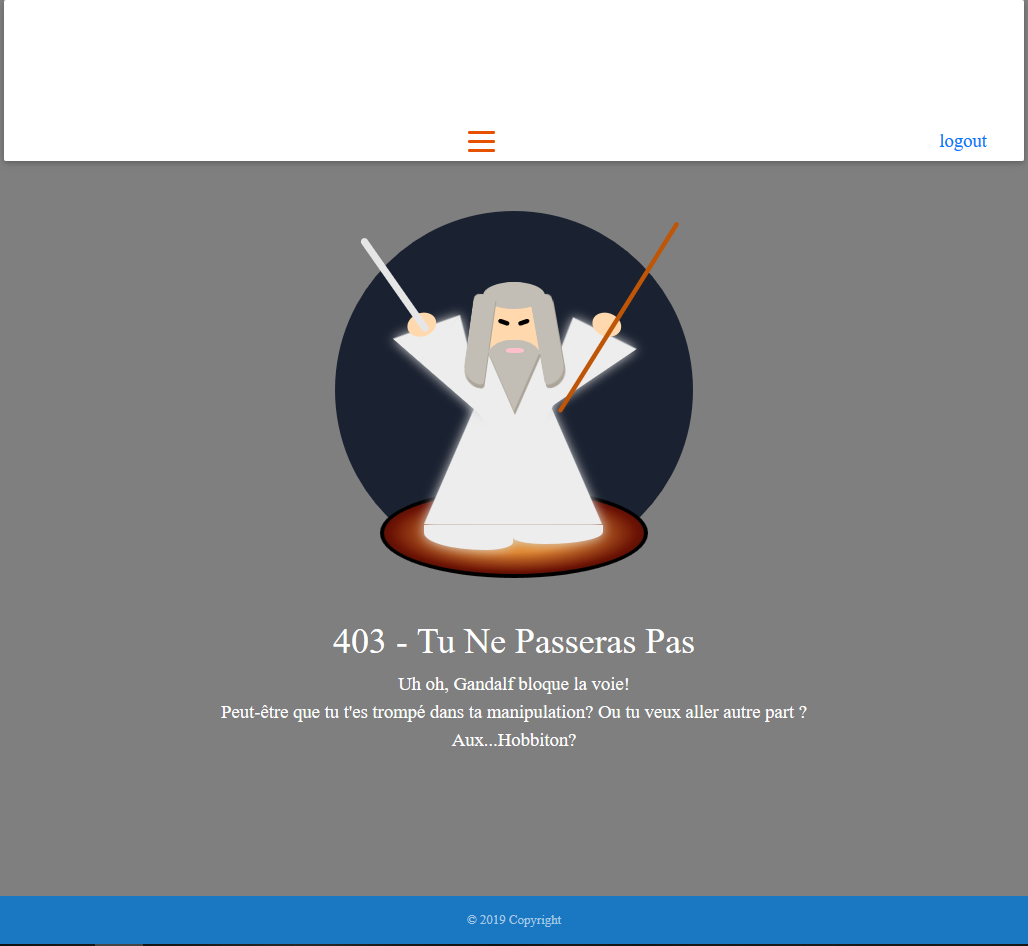 logout
403 - Tu Ne Passeras Pas
Uh oh, Gandalf bloque la voie!
Peut-être que tu t'es trompé dans ta manipulation? Ou tu veux aller autre part ?
Aux...Hobbiton?
© 2019 Copyright